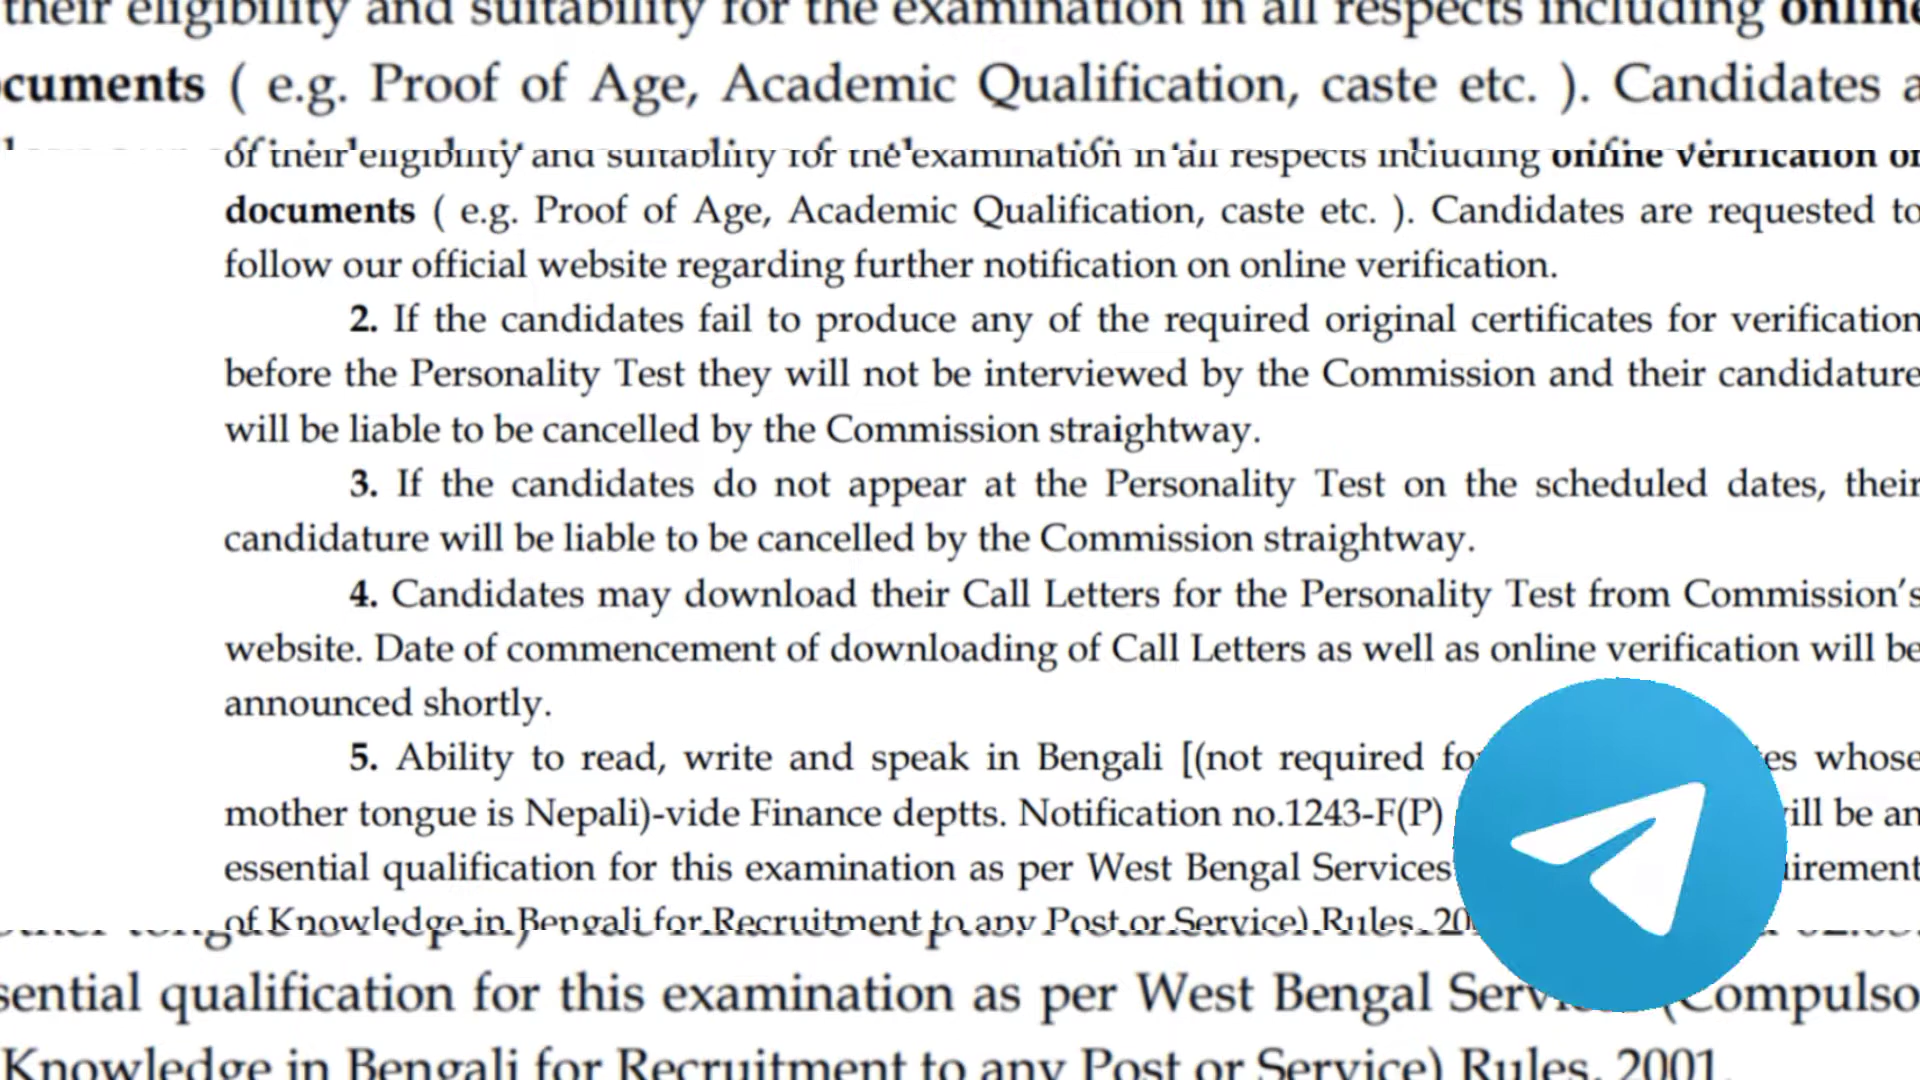 their eligibility and suitability for the examination in all respects including online
cuments ( e.g. Proof of Age, Academic Qualification, caste etc. ). Candidates a
of their eligibility and suitability for the examination in all respects including online verification of
documents ( e.g. Proof of Age, Academic Qualification, caste etc. ). Candidates are requested to
follow our official website regarding further notification on online verification.
2. If the candidates fail to produce any of the required original certificates for verification
before the Personality Test they will not be interviewed by the Commission and their candidature
will be liable to be cancelled by the Commission straightway.
3. If the candidates do not appear at the Personality Test on the scheduled dates, their
candidature will be liable to be cancelled by the Commission straightway.
4. Candidates may download their Call Letters for the Personality Test from Commission's
website. Date of commencement of downloading of Call Letters as well as online verification will be
announced shortly.
5. Ability to read, write and speak in Bengali [(not required fo es whose
mother tongue is Nepali)-vide Finance deptts. Notification no.1243-F(P) ill be an
essential qualification for this examination as per West Bengal Services irement
of Knowledge in Bengali for Recruitment to any Post or Service) Rules, 20
sential qualification for this examination as per West Bengal Servic (Compulso
Knowledge in Bengali for Recruitment to any Post or Service) Rules, 2001.